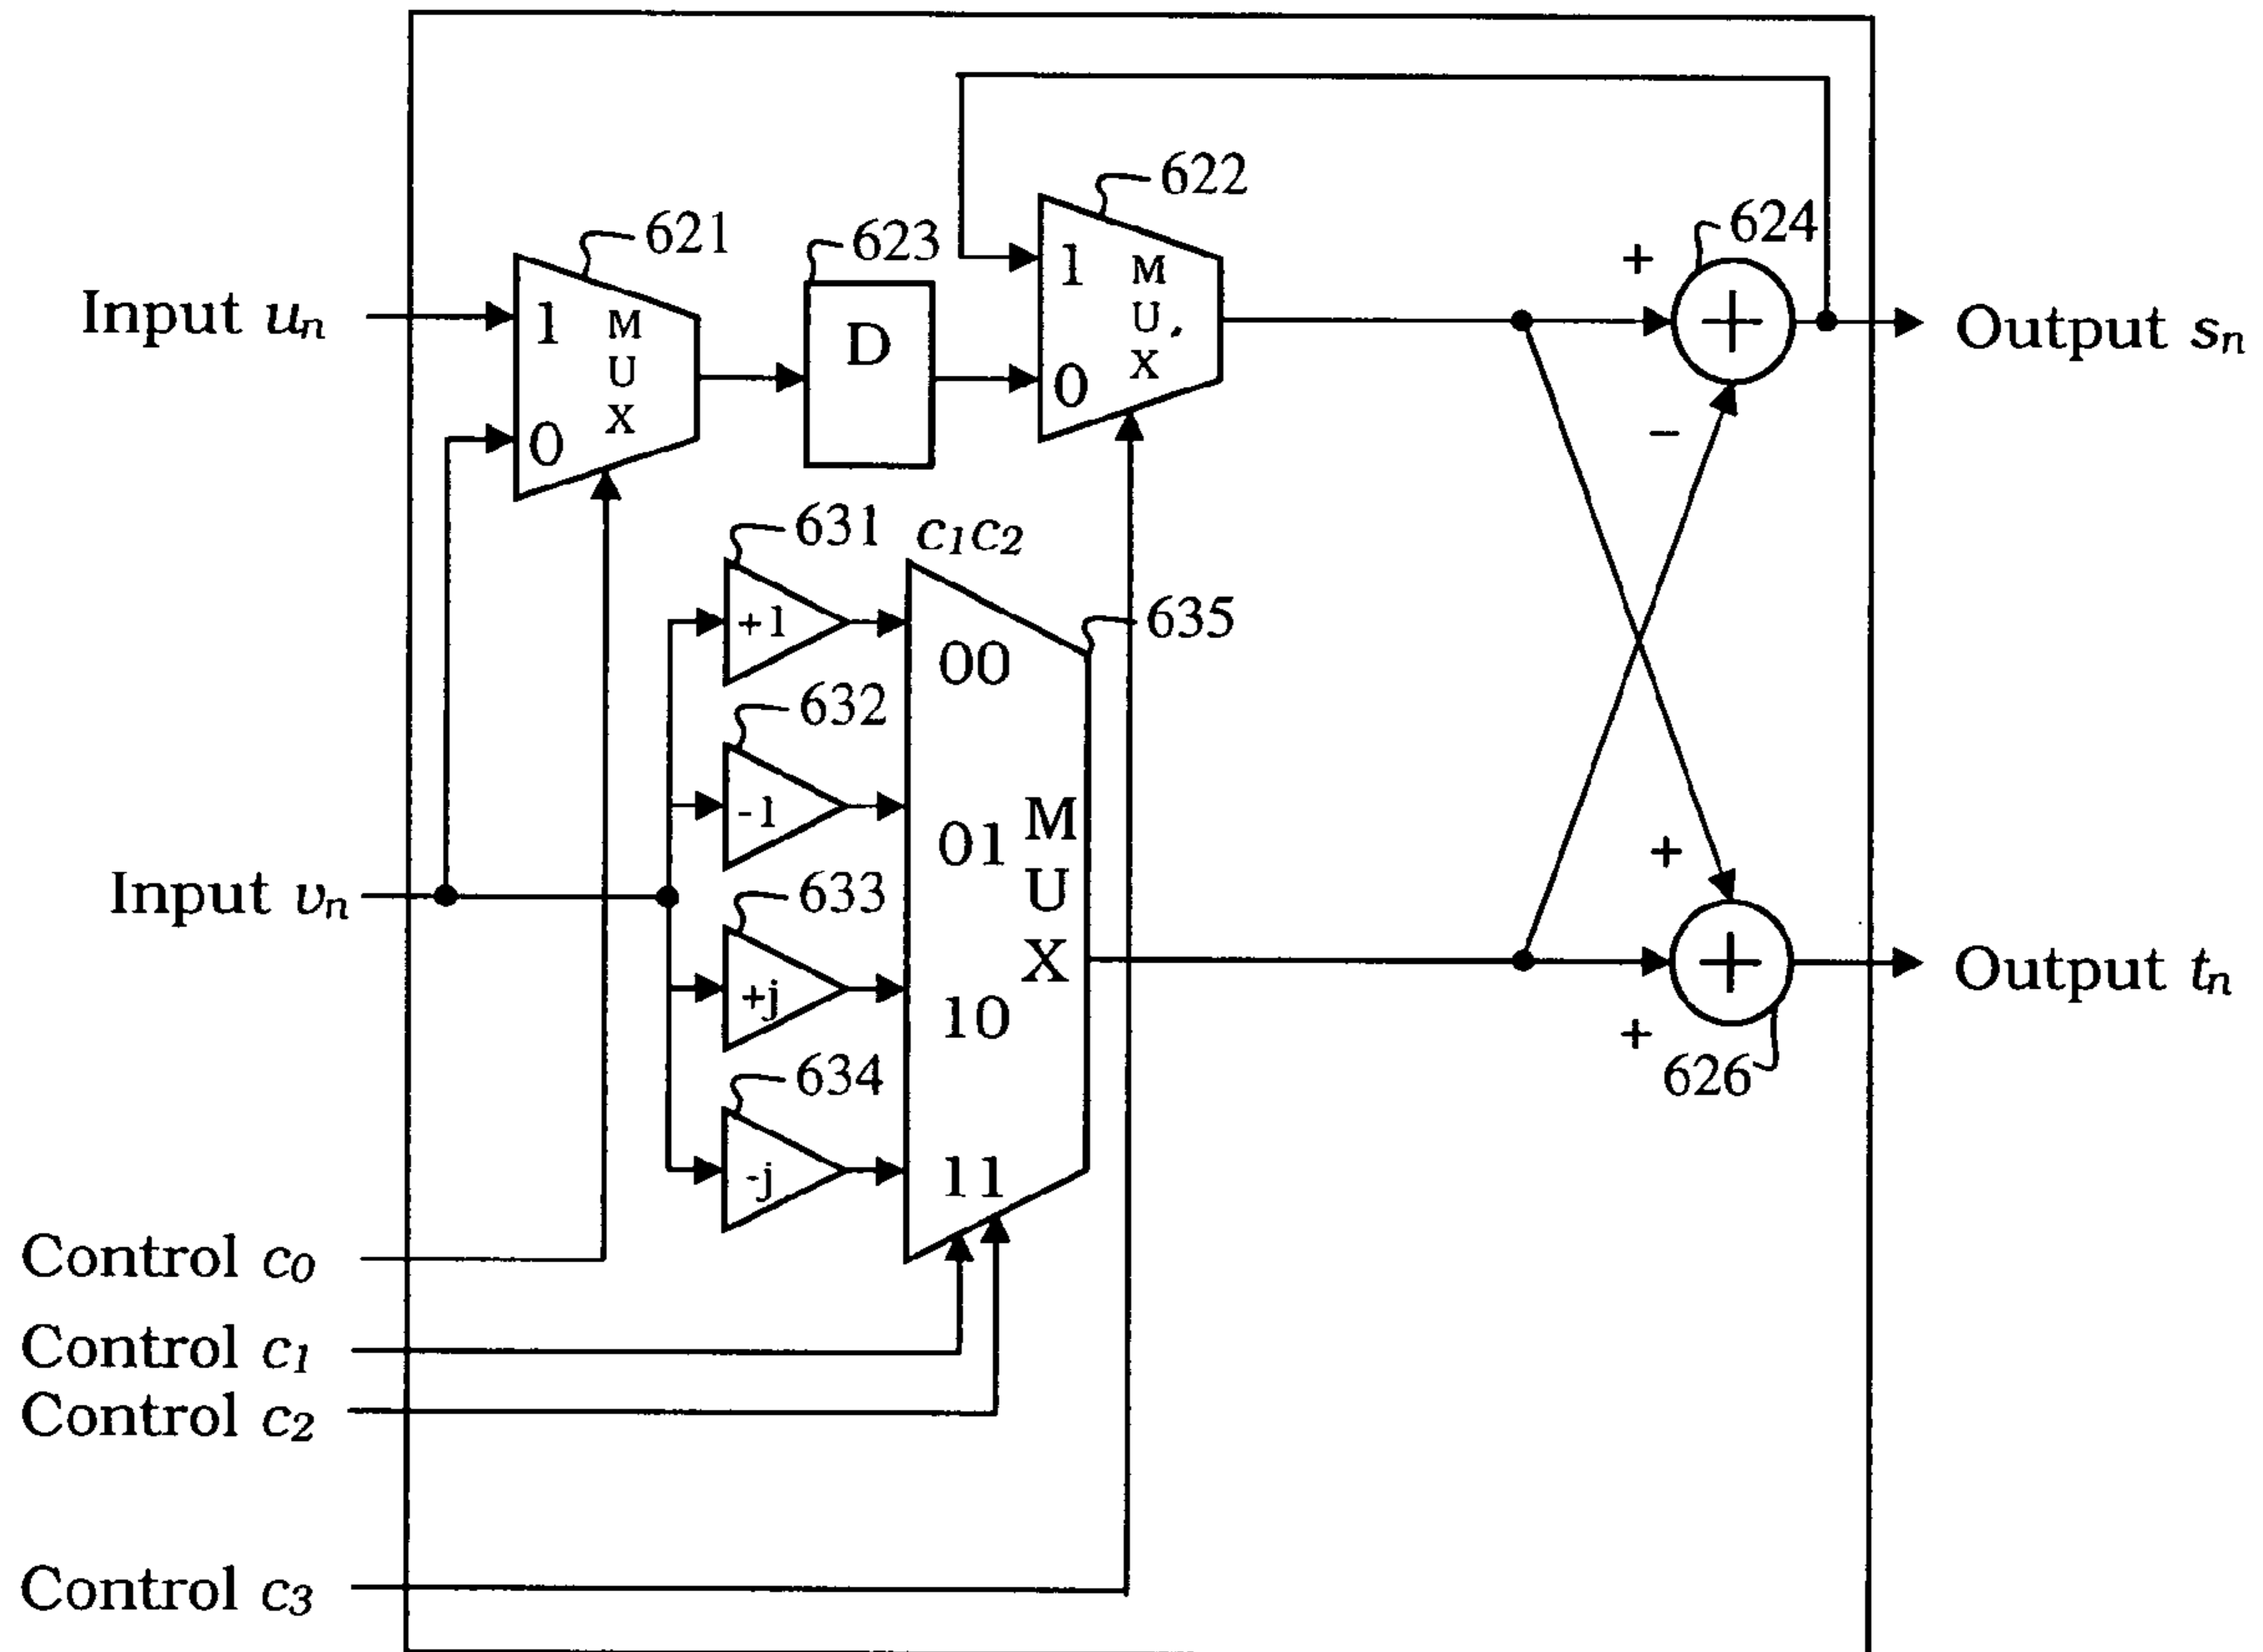 622
624
621
623
+
Input uₙ
1
M
U
X
D
1
M
U
X
Output sₙ
0
0
−
631
c₁c₂
+1
00
635
632
-1
01
M
U
X
+
Input vₙ
633
+j
10
Output tₙ
+
626
634
-j
11
Control c₀
Control c₁
Control c₂
Control c₃